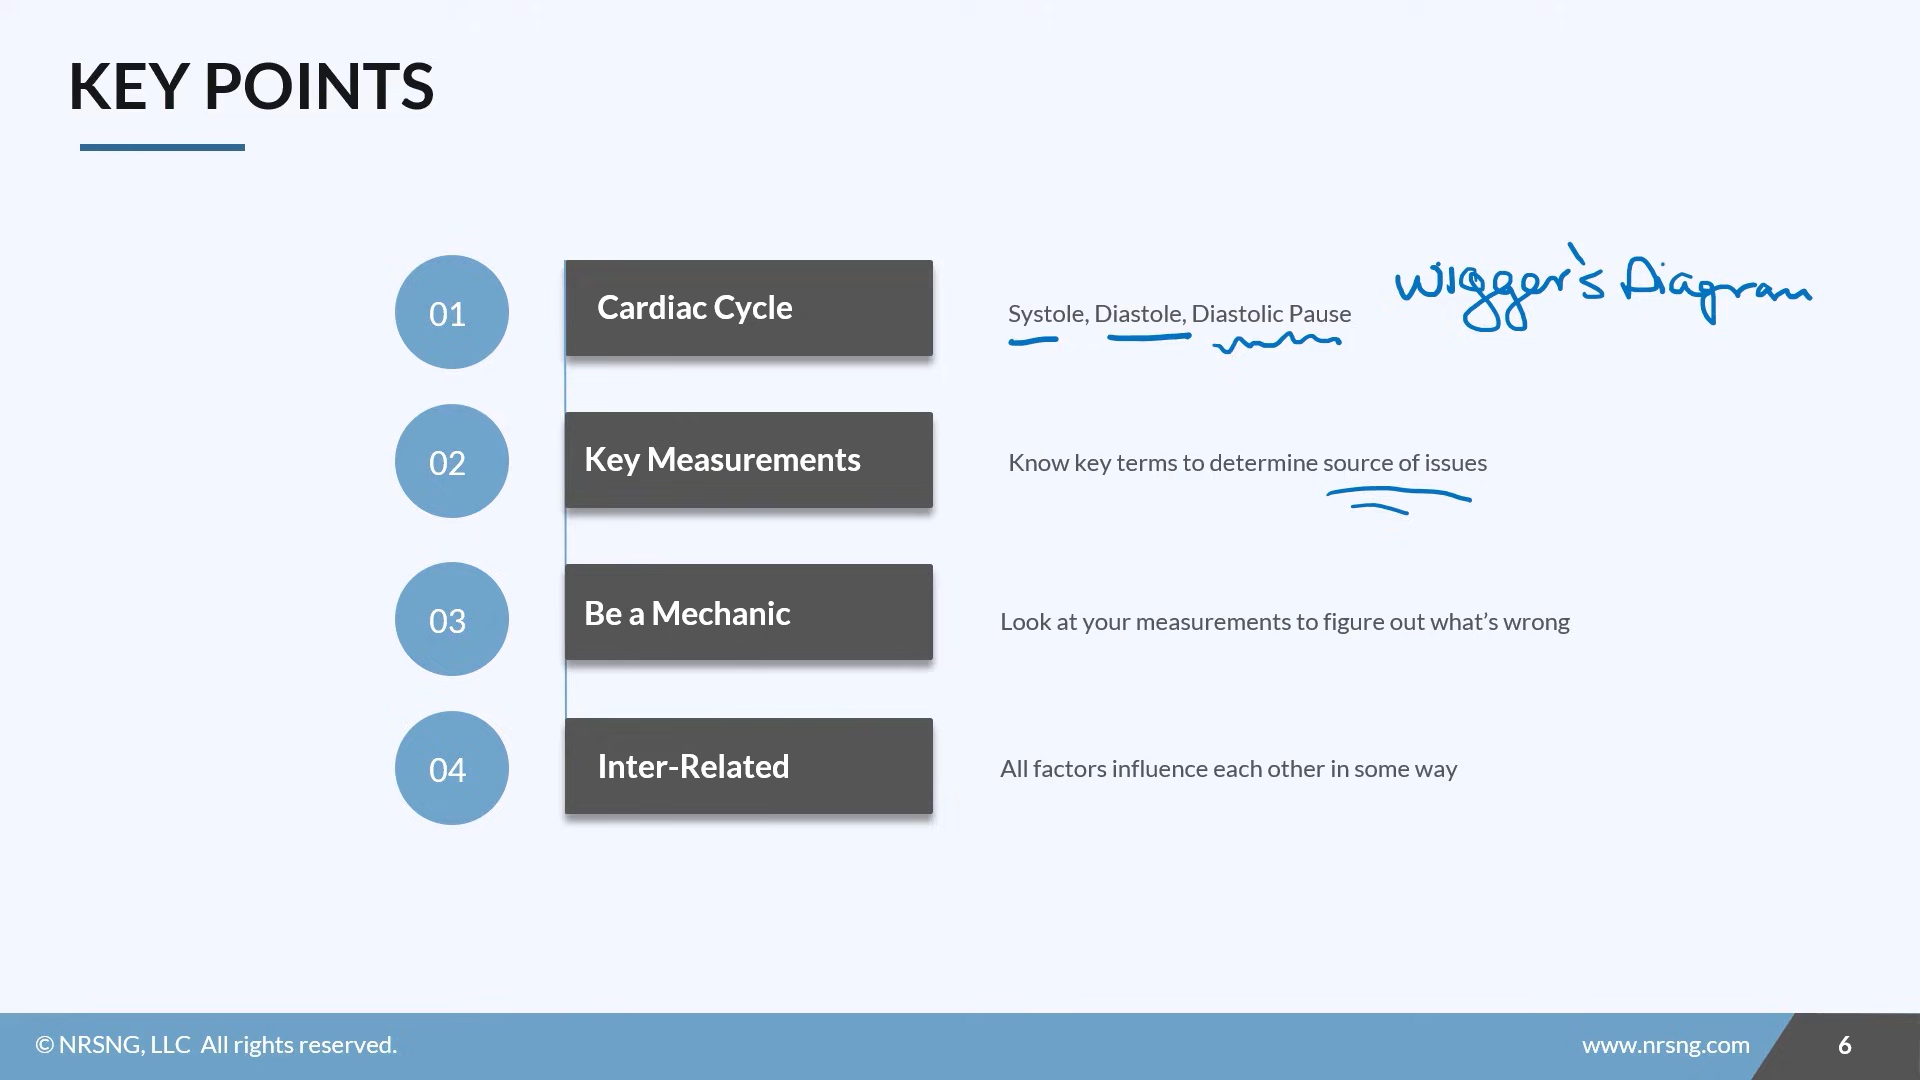 KEY POINTS
01
Cardiac Cycle
Systole, Diastole, Diastolic Pause
Wigger's Diagram
02
Key Measurements
Know key terms to determine source of issues
03
Be a Mechanic
Look at your measurements to figure out what’s wrong
04
Inter-Related
All factors influence each other in some way
© NRSNG, LLC All rights reserved.
www.nrsng.com
6